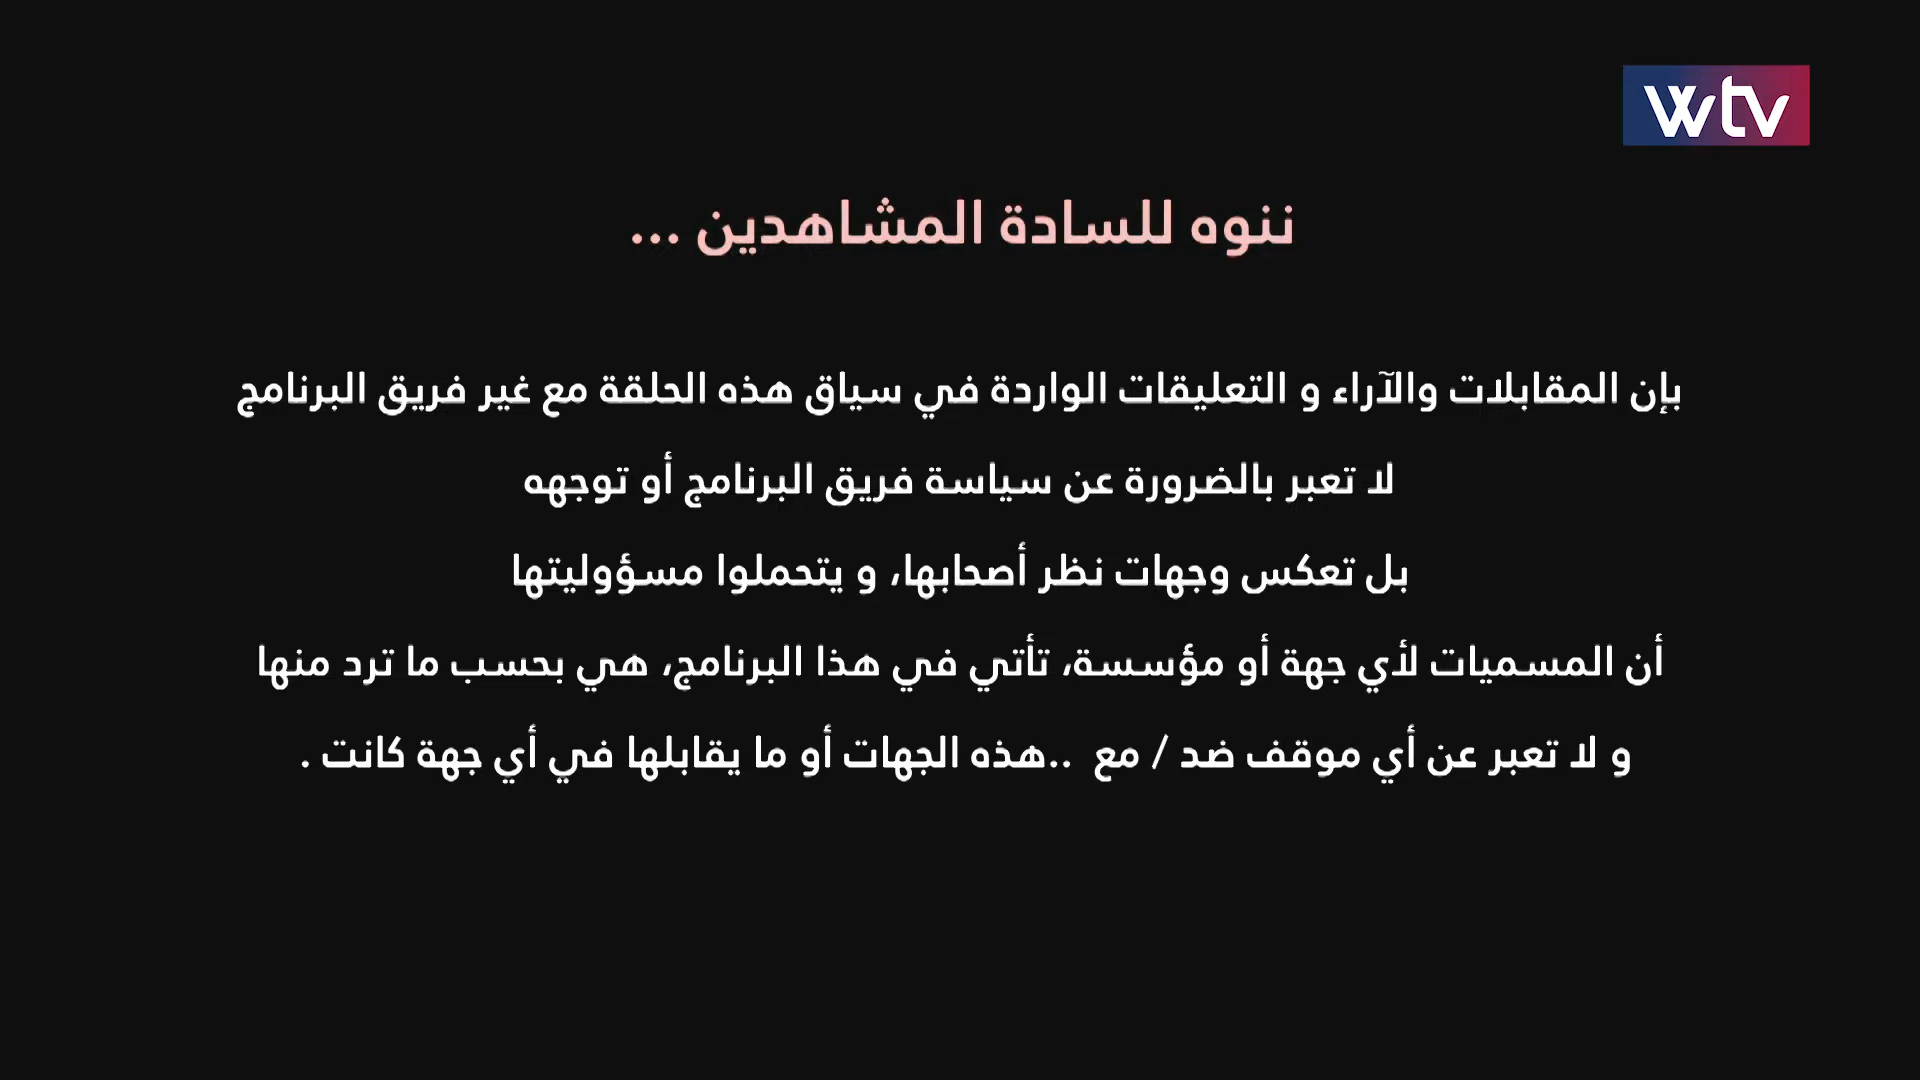 wtv
ننوه للسادة المشاهدين ...
بإن المقابلات والآراء و التعليقات الواردة في سياق هذه الحلقة مع غير فريق البرنامج
لا تعبر بالضرورة عن سياسة فريق البرنامج أو توجهه
بل تعكس وجهات نظر أصحابها، و يتحملوا مسؤوليتها
أن المسميات لأي جهة أو مؤسسة، تأتي في هذا البرنامج، هي بحسب ما ترد منها
و لا تعبر عن أي موقف ضد / مع  ..هذه الجهات أو ما يقابلها في أي جهة كانت .